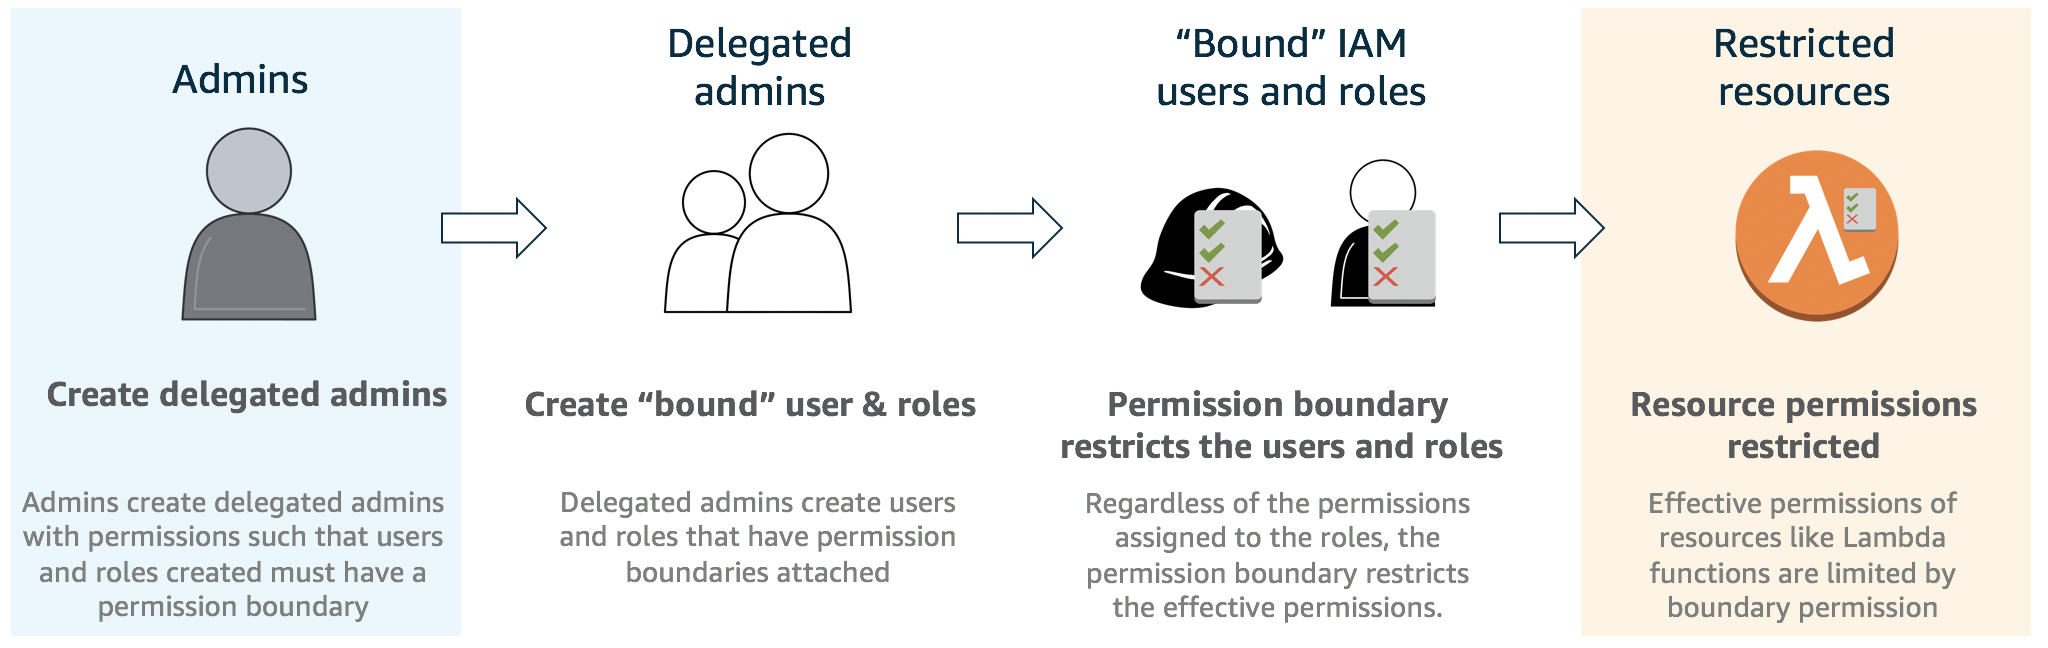 Admins
Create delegated admins
Admins create delegated admins
with permissions such that users
and roles created must have a
permission boundary
Delegated
admins
Create “bound” user & roles
Delegated admins create users
and roles that have permission
boundaries attached
“Bound” IAM
users and roles
Permission boundary
restricts the users and roles
Regardless of the permissions
assigned to the roles, the
permission boundary restricts
the effective permissions.
Restricted
resources
Resource permissions
restricted
Effective permissions of
resources like Lambda
functions are limited by
boundary permission